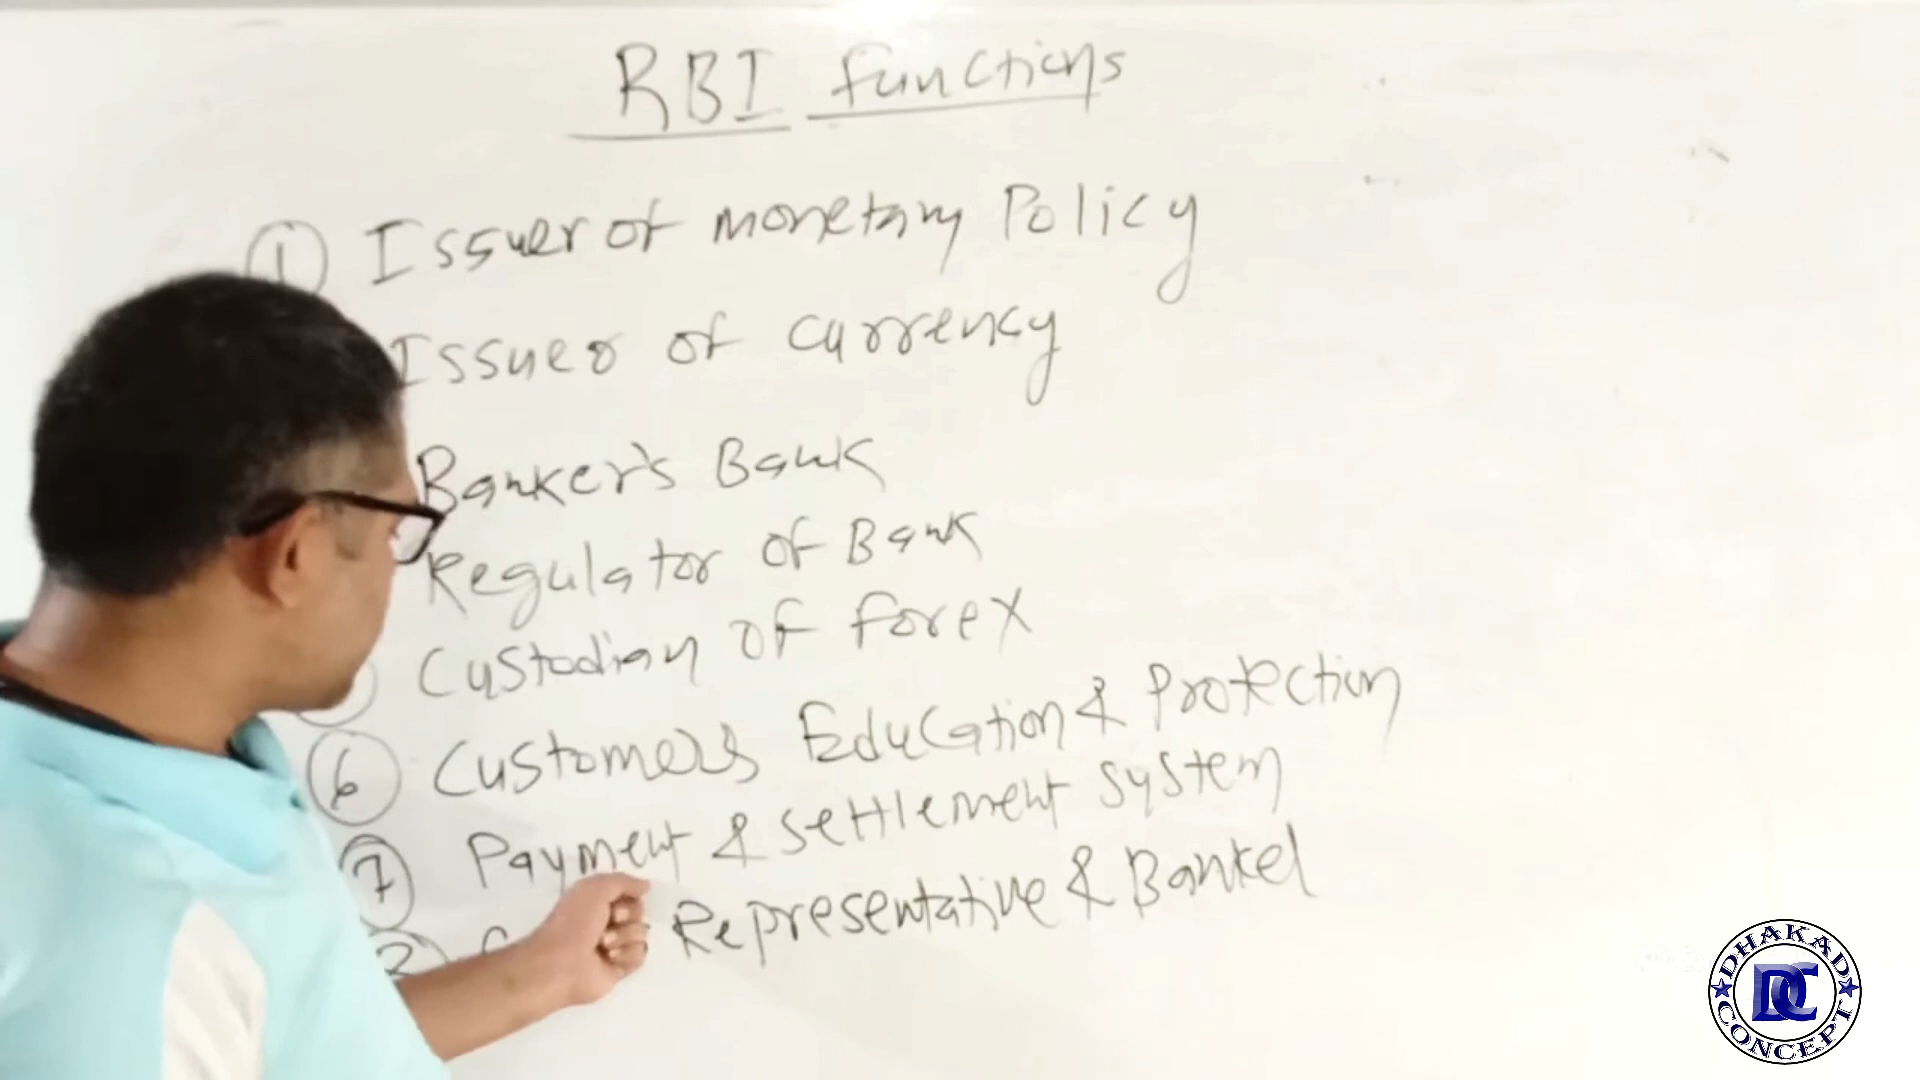 RBI functions
① Issuer of monetary Policy
Issuer of currency
Banker's Bank
Regulator of Bank
Custodian of forex
⑥ Customers Education & Protection
⑦ Payment & settlement system
Representative & Banker
DHAKAD
DC
CONCEPT